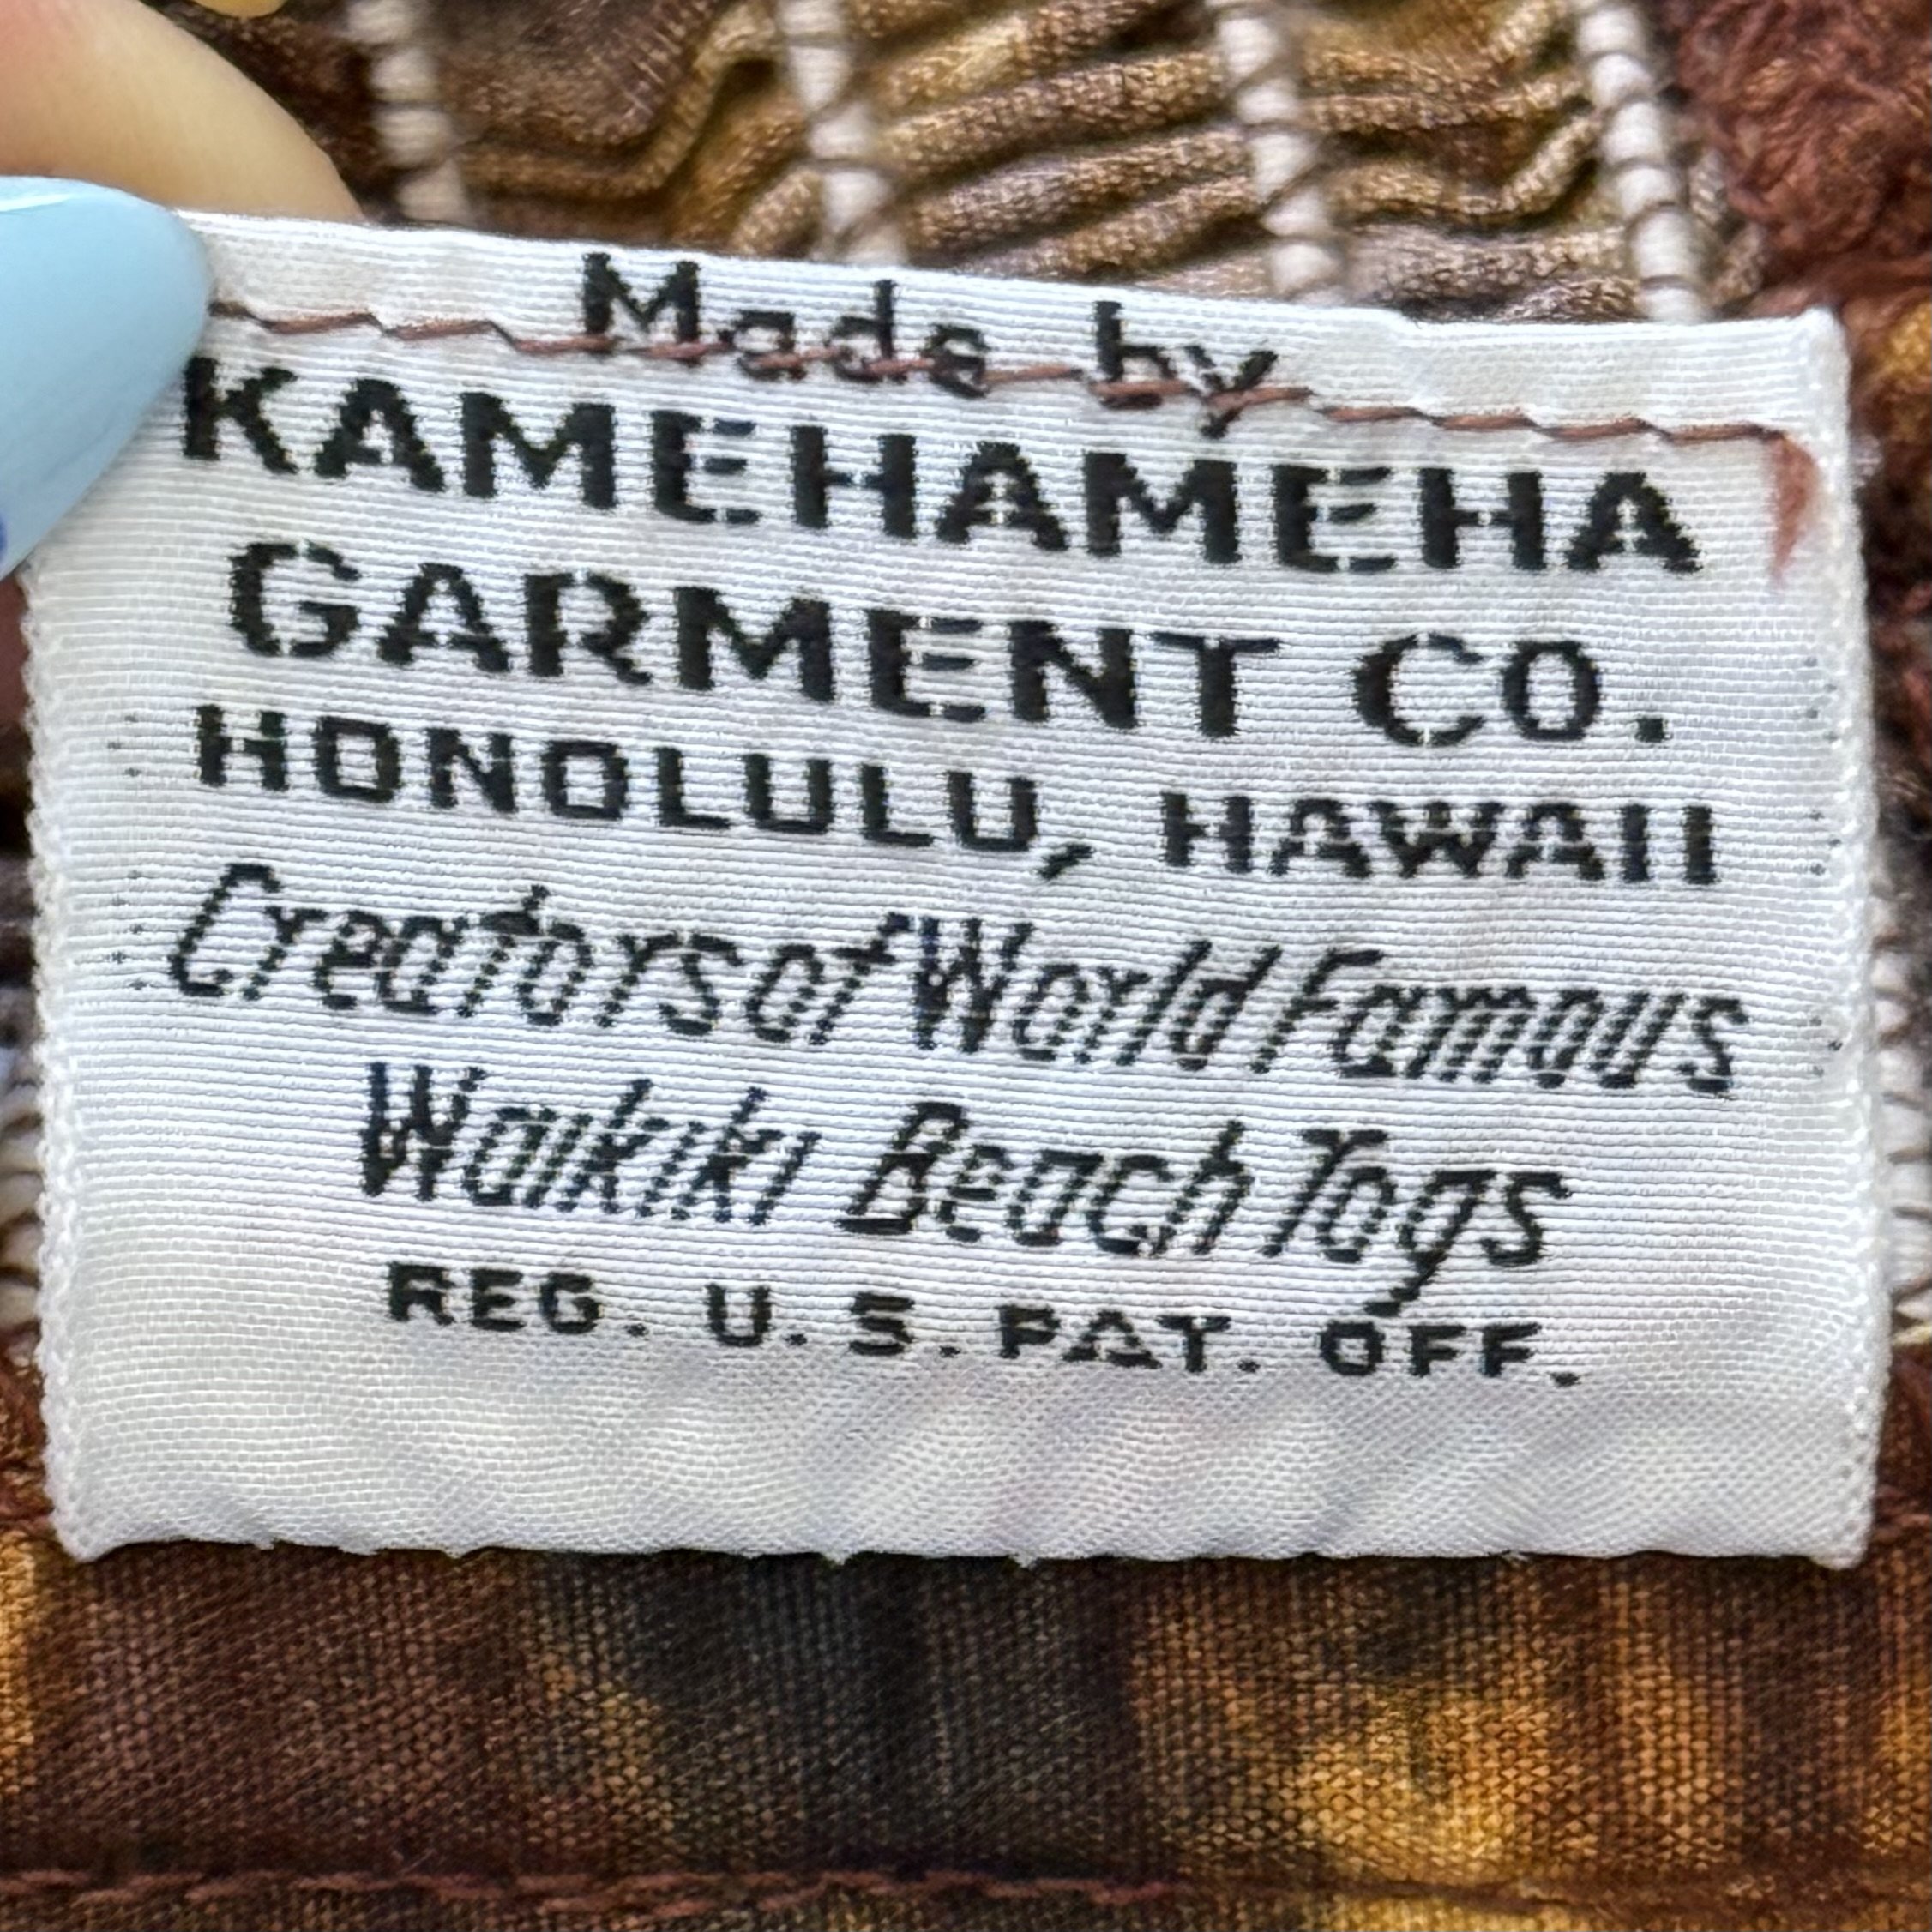 Made by
KAMEHAMEHA
GARMENT CO.
HONOLULU, HAWAII
Creators of World Famous
Waikiki Beach Togs
REG. U.S. PAT. OFF.